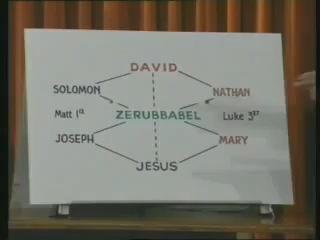 DAVID
SOLOMON NATHAN
Matt 1st ZERUBBABEL Luke 3rd
JOSEPH MARY
JESUS